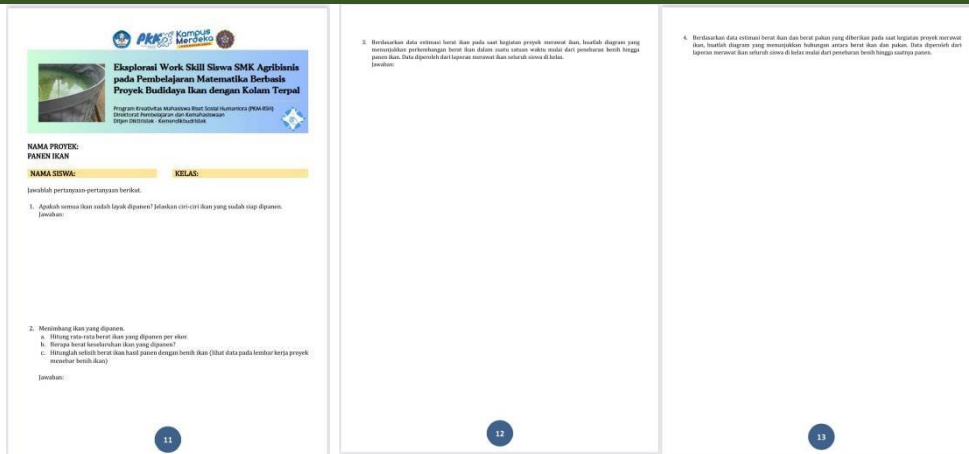 PKM Kampus Merdeka
Eksplorasi Work Skill Siswa SMK Agribisnis
pada Pembelajaran Matematika Berbasis
Proyek Budidaya Ikan dengan Kolam Terpal
Program Kreativitas Mahasiswa Riset Sosial Humaniora (PKM-RSH)
Direktorat Pembelajaran dan Kemahasiswaan
Ditjen Diktiristek - Kemendikbudristek
NAMA PROYEK:
PANEN IKAN
NAMA SISWA: KELAS:
Jawablah pertanyaan-pertanyaan berikut.
1. Apakah semua ikan sudah layak dipanen? Jelaskan ciri-ciri ikan yang sudah siap dipanen.
Jawaban:
2. Menimbang ikan yang dipanen.
a. Hitung rata-rata berat ikan yang dipanen per ekor.
b. Berapa berat keseluruhan ikan yang dipanen?
c. Hitunglah selisih berat ikan hasil panen dengan benih ikan (lihat data pada lembar kerja proyek
menebar benih ikan)
Jawaban:
11
3. Berdasarkan data estimasi berat ikan pada saat kegiatan proyek merawat ikan, buatlah diagram yang
menunjukkan perkembangan berat ikan dalam suatu satuan waktu mulai dari penebaran benih hingga
panen ikan. Data diperoleh dari laporan merawat ikan seluruh siswa di kelas.
Jawaban:
12
4. Berdasarkan data estimasi berat ikan dan berat pakan yang diberikan pada saat kegiatan proyek merawat
ikan, buatlah diagram yang menunjukkan hubungan antara berat ikan dan pakan. Data diperoleh dari
laporan merawat ikan seluruh siswa di kelas mulai dari penebaran benih hingga saatnya panen.
13